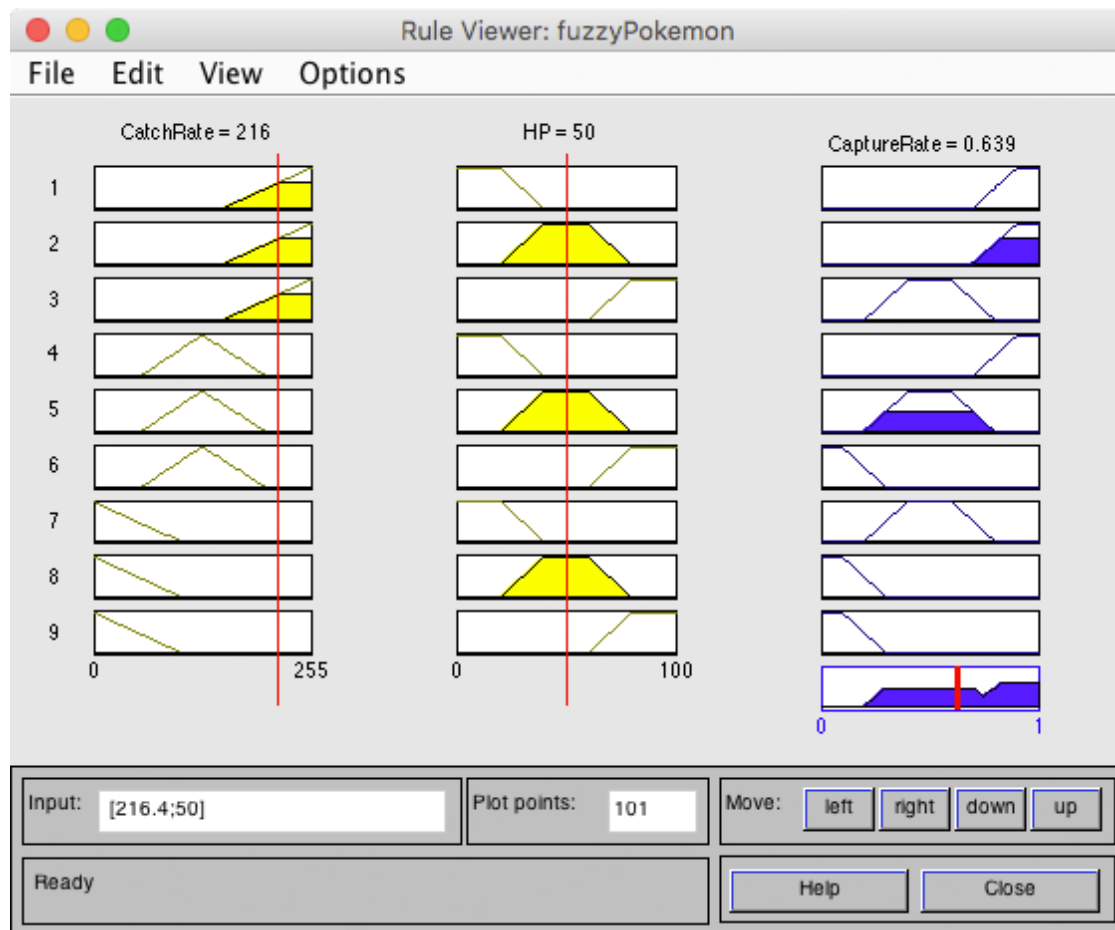 Rule Viewer: fuzzyPokemon
File Edit View Options
CatchRate = 216
HP = 50
CaptureRate = 0.639
1
2
3
4
5
6
7
8
9
0 255
0 100
0 1
Input: [216.4;50]
Plot points: 101
Move: left right down up
Ready
Help Close